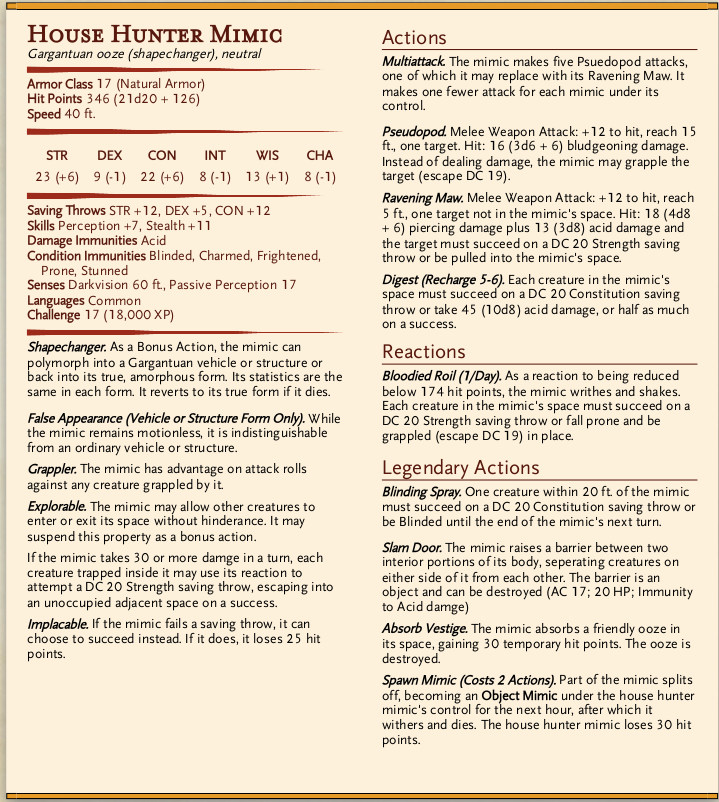 House Hunter Mimic
Gargantuan ooze (shapechanger), neutral
Armor Class 17 (Natural Armor)
Hit Points 346 (21d20 + 126)
Speed 40 ft.
STR DEX CON INT WIS CHA
23 (+6) 9 (-1) 22 (+6) 8 (-1) 13 (+1) 8 (-1)
Saving Throws STR +12, DEX +5, CON +12
Skills Perception +7, Stealth +11
Damage Immunities Acid
Condition Immunities Blinded, Charmed, Frightened,
Prone, Stunned
Senses Darkvision 60 ft., Passive Perception 17
Languages Common
Challenge 17 (18,000 XP)
Shapechanger. As a Bonus Action, the mimic can
polymorph into a Gargantuan vehicle or structure or
back into its true, amorphous form. Its statistics are the
same in each form. It reverts to its true form if it dies.
False Appearance (Vehicle or Structure Form Only). While
the mimic remains motionless, it is indistinguishable
from an ordinary vehicle or structure.
Grappler. The mimic has advantage on attack rolls
against any creature grappled by it.
Explorable. The mimic may allow other creatures to
enter or exit its space without hinderance. It may
suspend this property as a bonus action.
If the mimic takes 30 or more damge in a turn, each
creature trapped inside it may use its reaction to
attempt a DC 20 Strength saving throw, escaping into
an unoccupied adjacent space on a success.
Implacable. If the mimic fails a saving throw, it can
choose to succeed instead. If it does, it loses 25 hit
points.
Actions
Multiattack. The mimic makes five Psuedopod attacks,
one of which it may replace with its Ravening Maw. It
makes one fewer attack for each mimic under its
control.
Pseudopod. Melee Weapon Attack: +12 to hit, reach 15
ft., one target. Hit: 16 (3d6 + 6) bludgeoning damage.
Instead of dealing damage, the mimic may grapple the
target (escape DC 19).
Ravening Maw. Melee Weapon Attack: +12 to hit, reach
5 ft., one target not in the mimic's space. Hit: 18 (4d8
+ 6) piercing damage plus 13 (3d8) acid damage and
the target must succeed on a DC 20 Strength saving
throw or be pulled into the mimic's space.
Digest (Recharge 5-6). Each creature in the mimic's
space must succeed on a DC 20 Constitution saving
throw or take 45 (10d8) acid damage, or half as much
on a success.
Reactions
Bloodied Roil (1/Day). As a reaction to being reduced
below 174 hit points, the mimic writhes and shakes.
Each creature in the mimic's space must succeed on a
DC 20 Strength saving throw or fall prone and be
grappled (escape DC 19) in place.
Legendary Actions
Blinding Spray. One creature within 20 ft. of the mimic
must succeed on a DC 20 Constitution saving throw or
be Blinded until the end of the mimic's next turn.
Slam Door. The mimic raises a barrier between two
interior portions of its body, seperating creatures on
either side of it from each other. The barrier is an
object and can be destroyed (AC 17; 20 HP; Immunity
to Acid damge)
Absorb Vestige. The mimic absorbs a friendly ooze in
its space, gaining 30 temporary hit points. The ooze is
destroyed.
Spawn Mimic (Costs 2 Actions). Part of the mimic splits
off, becoming an Object Mimic under the house hunter
mimic's control for the next hour, after which it
withers and dies. The house hunter mimic loses 30 hit
points.